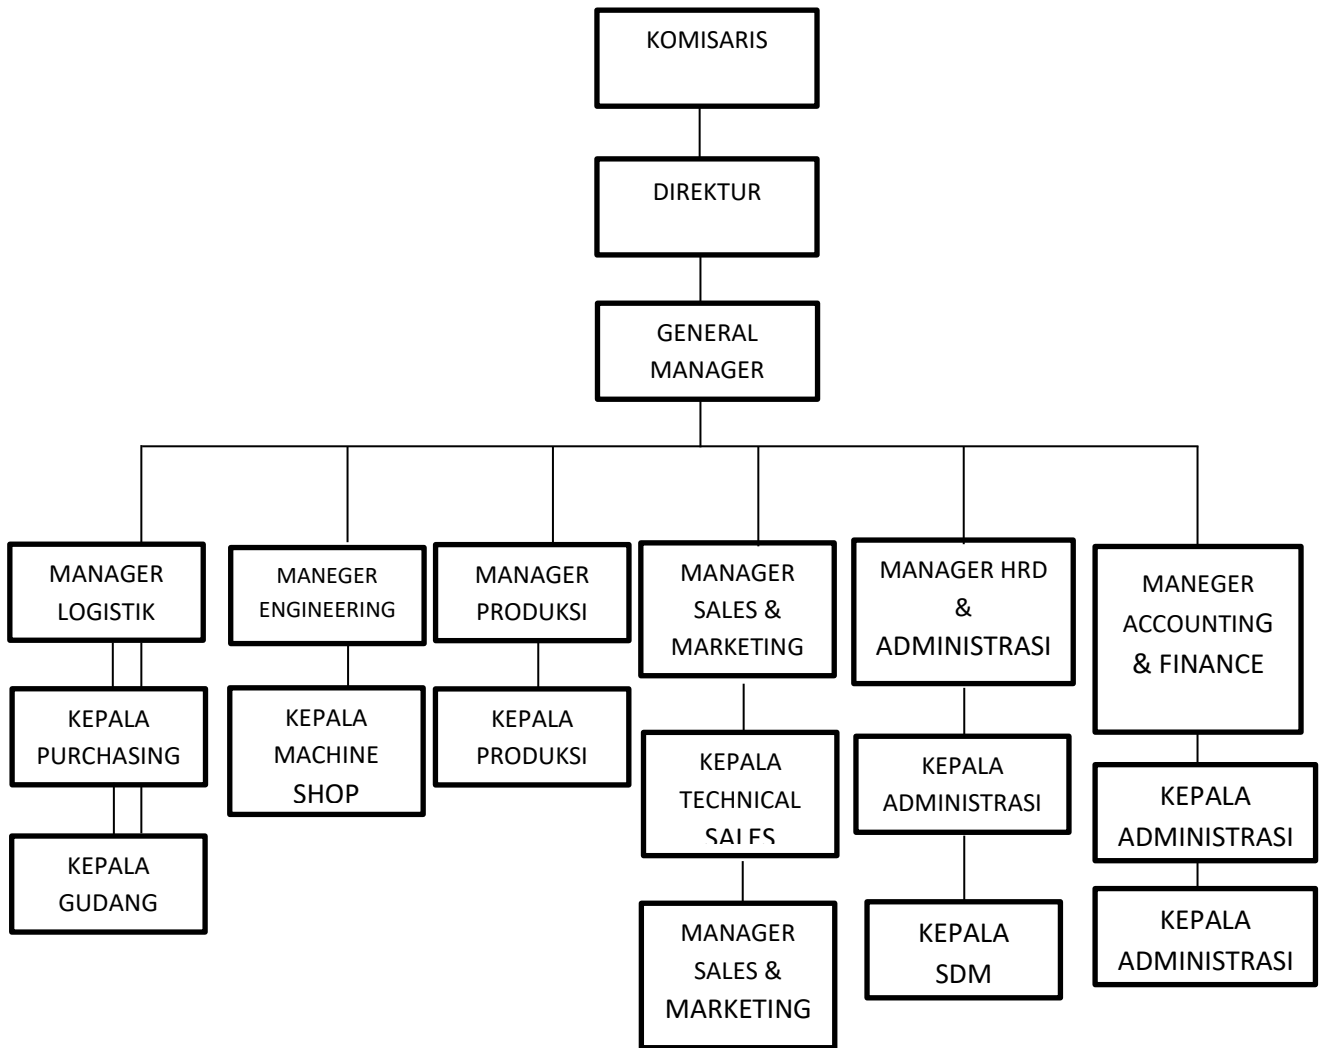 KOMISARIS
DIREKTUR
GENERAL
MANAGER
MANAGER
LOGISTIK
MANEGER
ENGINEERING
MANAGER
PRODUKSI
MANAGER
SALES &
MARKETING
MANAGER HRD
&
ADMINISTRASI
MANEGER
ACCOUNTING
& FINANCE
KEPALA
PURCHASING
KEPALA
MACHINE
SHOP
KEPALA
PRODUKSI
KEPALA
TECHNICAL
SALES
KEPALA
ADMINISTRASI
KEPALA
ADMINISTRASI
KEPALA
GUDANG
MANAGER
SALES &
MARKETING
KEPALA
SDM
KEPALA
ADMINISTRASI